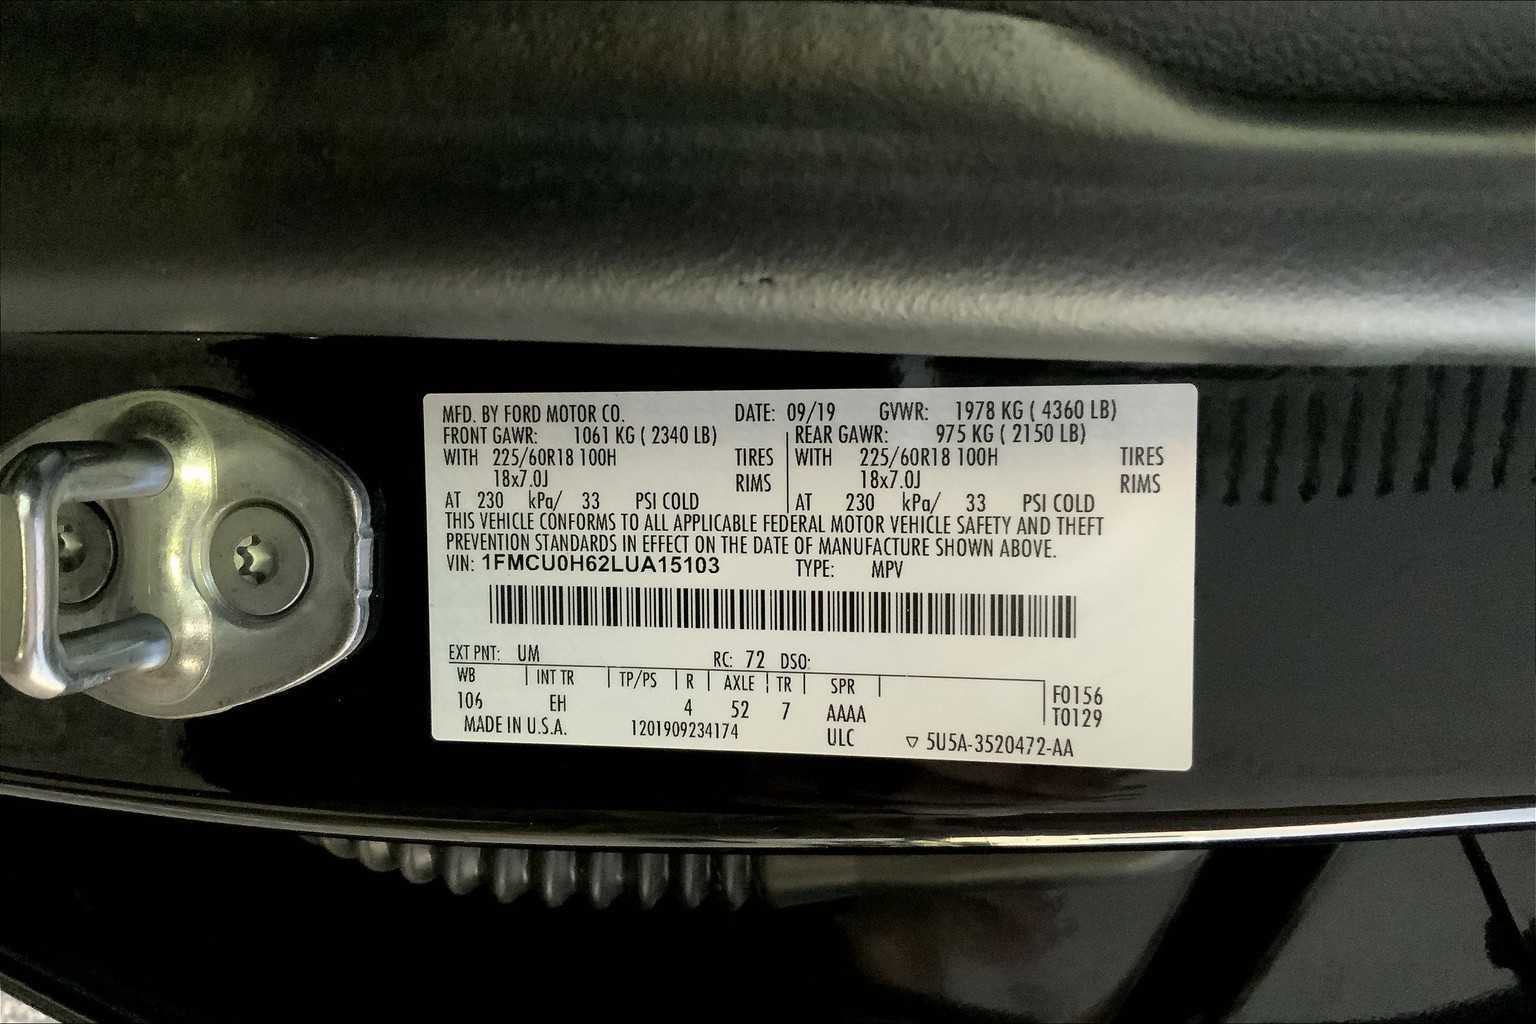 MFD. BY FORD MOTOR CO. DATE: 09/19 GVWR: 1978 KG ( 4360 LB)
FRONT GAWR: 1061 KG ( 2340 LB) REAR GAWR: 975 KG ( 2150 LB)
WITH 225/60R18 100H TIRES WITH 225/60R18 100H TIRES
18x7.0J RIMS 18x7.0J RIMS
AT 230 kPa/ 33 PSI COLD AT 230 kPa/ 33 PSI COLD
THIS VEHICLE CONFORMS TO ALL APPLICABLE FEDERAL MOTOR VEHICLE SAFETY AND THEFT
PREVENTION STANDARDS IN EFFECT ON THE DATE OF MANUFACTURE SHOWN ABOVE.
VIN: 1FMCU0H62LUA15103 TYPE: MPV
EXT PNT: UM RC: 72 DSO:
WB INT TR TP/PS R AXLE TR SPR F0156
106 EH 4 52 7 AAAA T0129
MADE IN U.S.A. 1201909234174 ULC ▽ 5U5A-3520472-AA